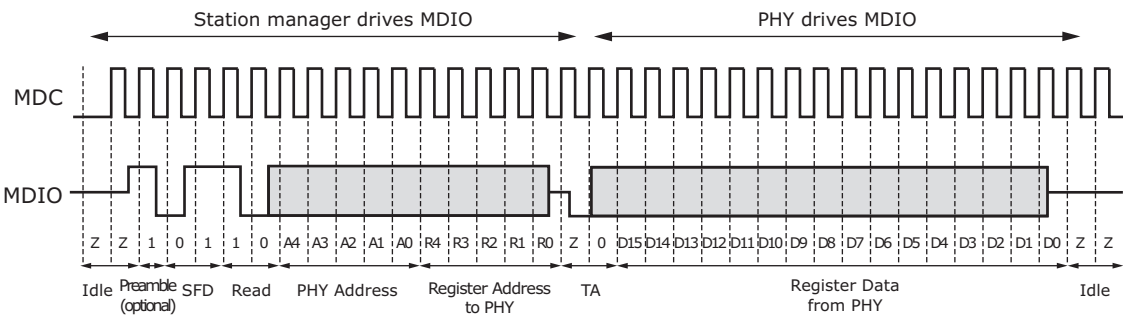 Station manager drives MDIO PHY drives MDIO
MDC
MDIO
Z Z 1 0 1 1 0 A4 A3 A2 A1 A0 R4 R3 R2 R1 R0 Z 0 D15 D14 D13 D12 D11 D10 D9 D8 D7 D6 D5 D4 D3 D2 D1 D0 Z Z
Idle Preamble SFD Read PHY Address Register Address TA Register Data Idle
(optional) to PHY from PHY